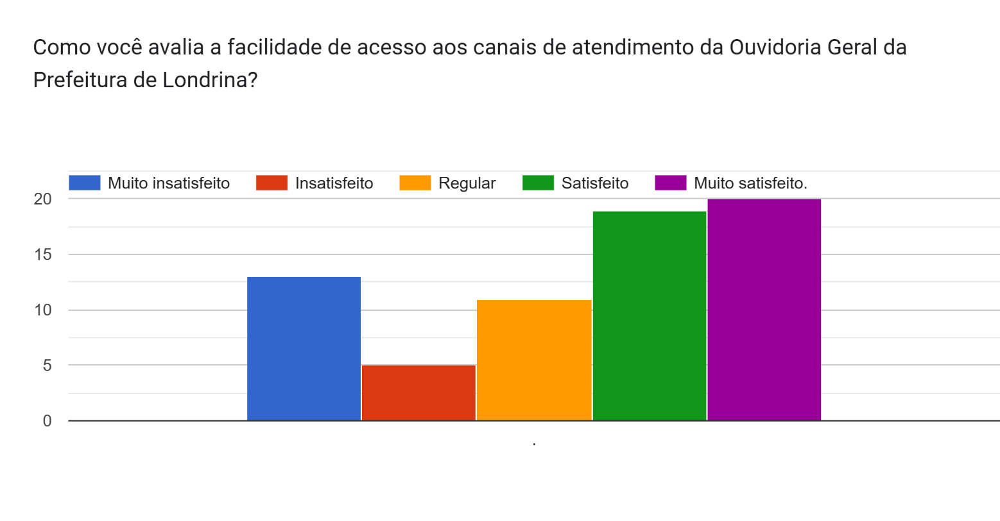 Como você avalia a facilidade de acesso aos canais de atendimento da Ouvidoria Geral da
Prefeitura de Londrina?
Muito insatisfeito Insatisfeito Regular Satisfeito Muito satisfeito.
20
15
10
5
0
.